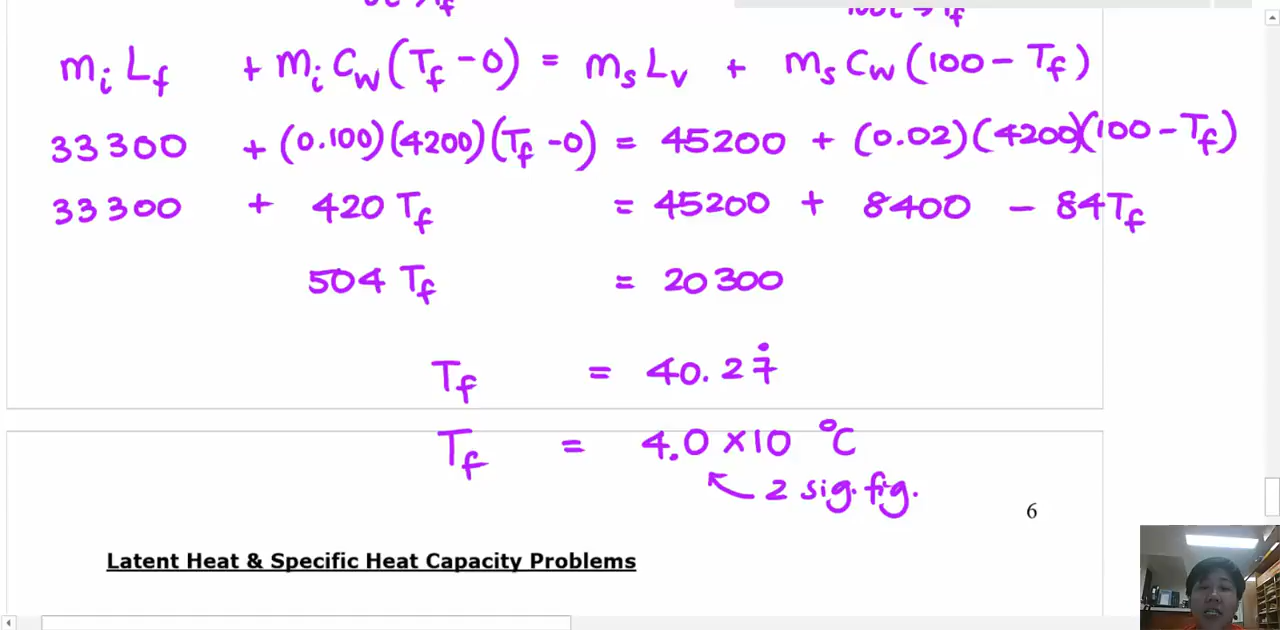 m_i L_f + m_i C_w (T_f - 0) = m_s L_v + m_s C_w (100 - T_f)
33300 + (0.100)(4200)(T_f - 0) = 45200 + (0.02)(4200)(100 - T_f)
33300 + 420 T_f = 45200 + 8400 - 84T_f
504 T_f = 20300
T_f = 40.27̇
T_f = 4.0 × 10 °C
2 sig. fig.
6
Latent Heat & Specific Heat Capacity Problems